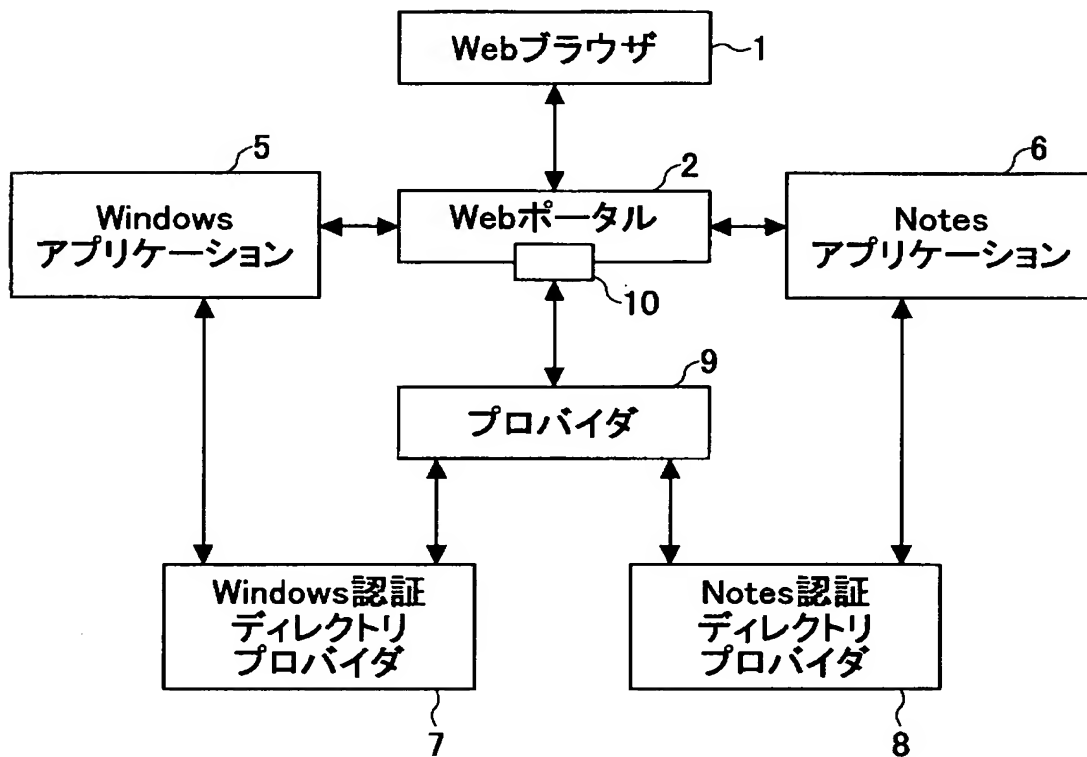 Webブラウザ
1
5
2
6
Windows
アプリケーション
Webポータル
Notes
アプリケーション
10
9
プロバイダ
Windows認証
ディレクトリ
プロバイダ
Notes認証
ディレクトリ
プロバイダ
7
8